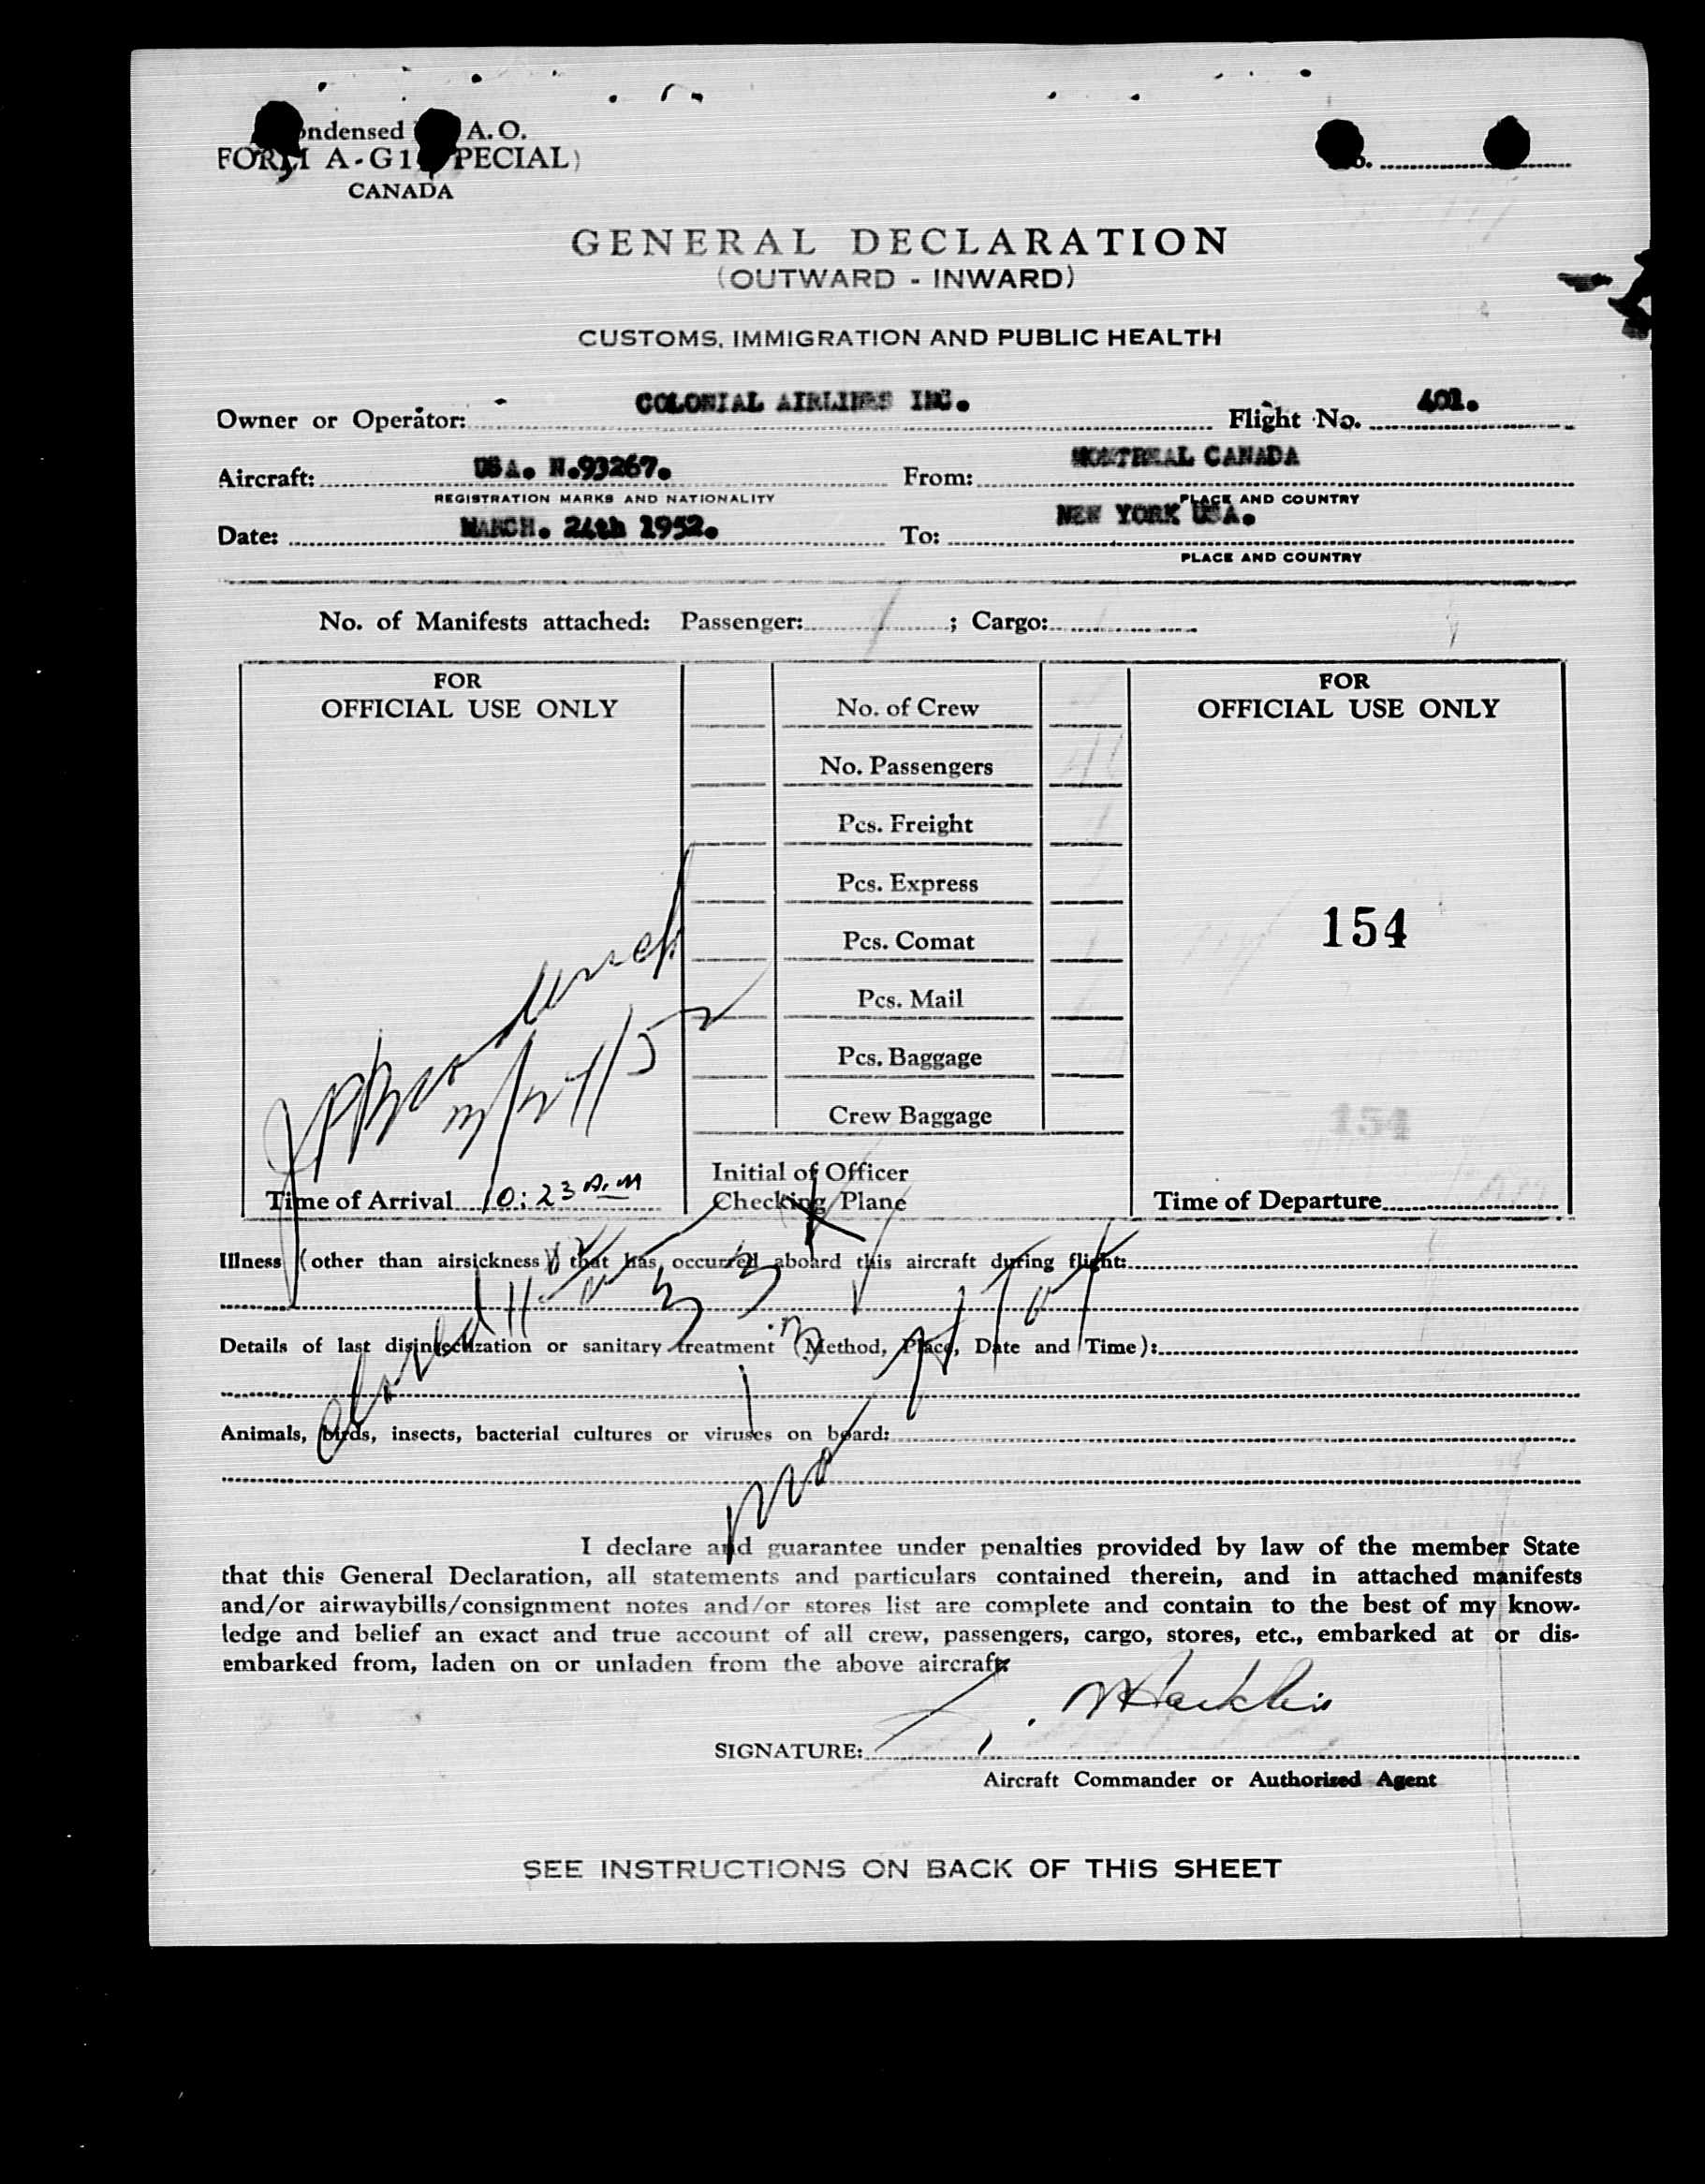 ondensed A.O.
FORM A-G1 PECIAL)
CANADA
GENERAL DECLARATION
(OUTWARD - INWARD)
CUSTOMS, IMMIGRATION AND PUBLIC HEALTH
Owner or Operator: COLONIAL AIRLINES INC. Flight No. 401.
Aircraft: USA. N.93267. From: MONTREAL CANADA
REGISTRATION MARKS AND NATIONALITY PLACE AND COUNTRY
Date: MARCH. 24th 1952. To: NEW YORK USA.
PLACE AND COUNTRY
No. of Manifests attached: Passenger: 1 ; Cargo:
FOR
OFFICIAL USE ONLY
No. of Crew
No. Passengers
Pcs. Freight
Pcs. Express
Pcs. Comat
Pcs. Mail
Pcs. Baggage
Crew Baggage
FOR
OFFICIAL USE ONLY
154
154
3/24/52
Time of Arrival 10:23 A.M
Initial of Officer
Checking Plane
Time of Departure
Illness (other than airsickness) that has occurred aboard this aircraft during flight:
Details of last disinsectization or sanitary treatment (Method, Place, Date and Time):
Animals, birds, insects, bacterial cultures or viruses on board:
I declare and guarantee under penalties provided by law of the member State
that this General Declaration, all statements and particulars contained therein, and in attached manifests
and/or airwaybills/consignment notes and/or stores list are complete and contain to the best of my know-
ledge and belief an exact and true account of all crew, passengers, cargo, stores, etc., embarked at or dis-
embarked from, laden on or unladen from the above aircraft.
SIGNATURE:
Aircraft Commander or Authorized Agent
SEE INSTRUCTIONS ON BACK OF THIS SHEET